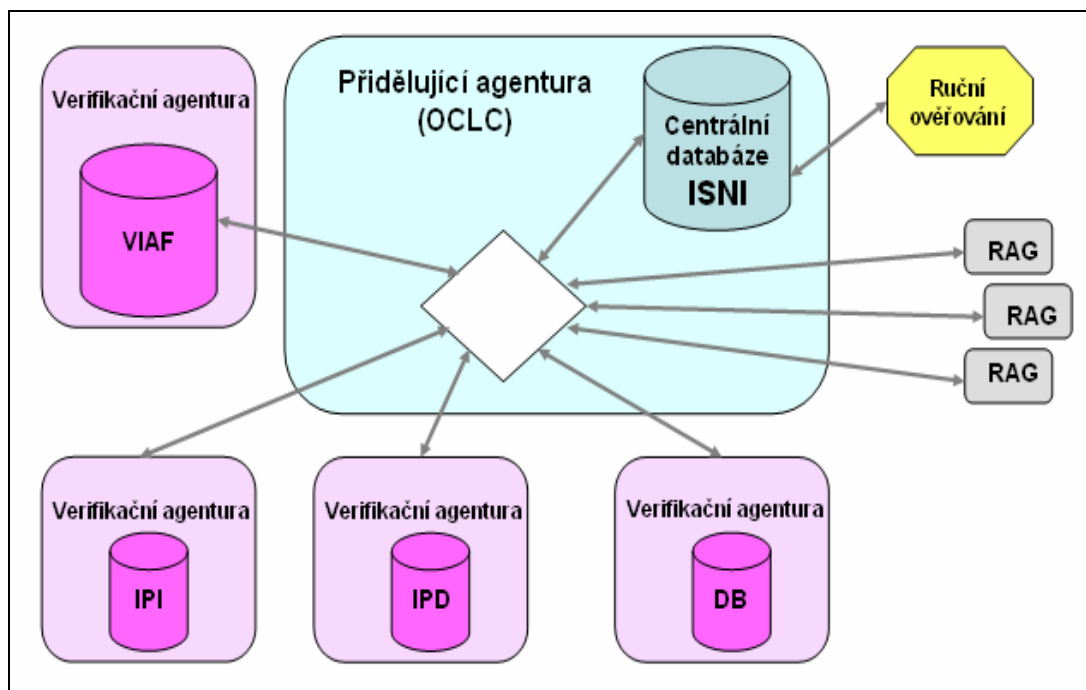 Verifikační agentura
VIAF
Přidělující agentura
(OCLC)
Centrální
databáze
ISNI
Ruční
ověřování
RAG
RAG
RAG
Verifikační agentura
IPI
Verifikační agentura
IPD
Verifikační agentura
DB